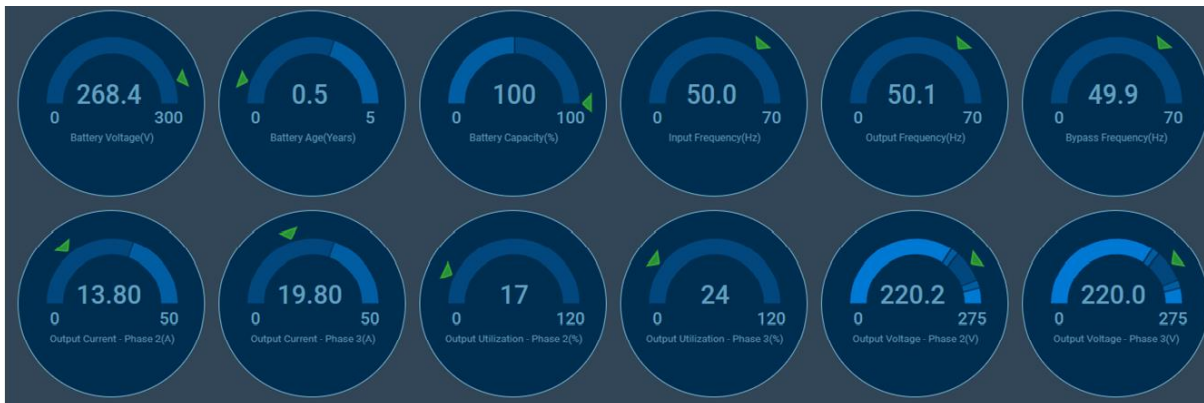 268.4
0 300
Battery Voltage(V)
0.5
0 5
Battery Age(Years)
100
0 100
Battery Capacity(%)
50.0
0 70
Input Frequency(Hz)
50.1
0 70
Output Frequency(Hz)
49.9
0 70
Bypass Frequency(Hz)
13.80
0 50
Output Current - Phase 2(A)
19.80
0 50
Output Current - Phase 3(A)
17
0 120
Output Utilization - Phase 2(%)
24
0 120
Output Utilization - Phase 3(%)
220.2
0 275
Output Voltage - Phase 2(V)
220.0
0 275
Output Voltage - Phase 3(V)